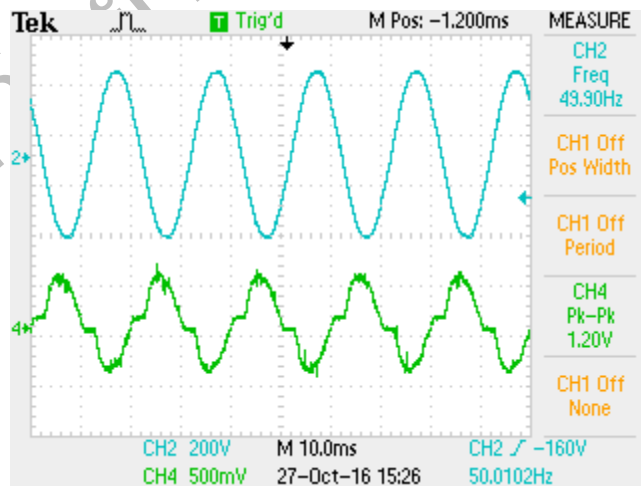 Tek T Trig'd M Pos: -1.200ms MEASURE
CH2
Freq
49.90Hz
CH1 Off
Pos Width
CH1 Off
Period
CH4
Pk-Pk
1.20V
CH1 Off
None
2
4
CH2 200V M 10.0ms CH2 -160V
CH4 500mV 27-Oct-16 15:26 50.0102Hz